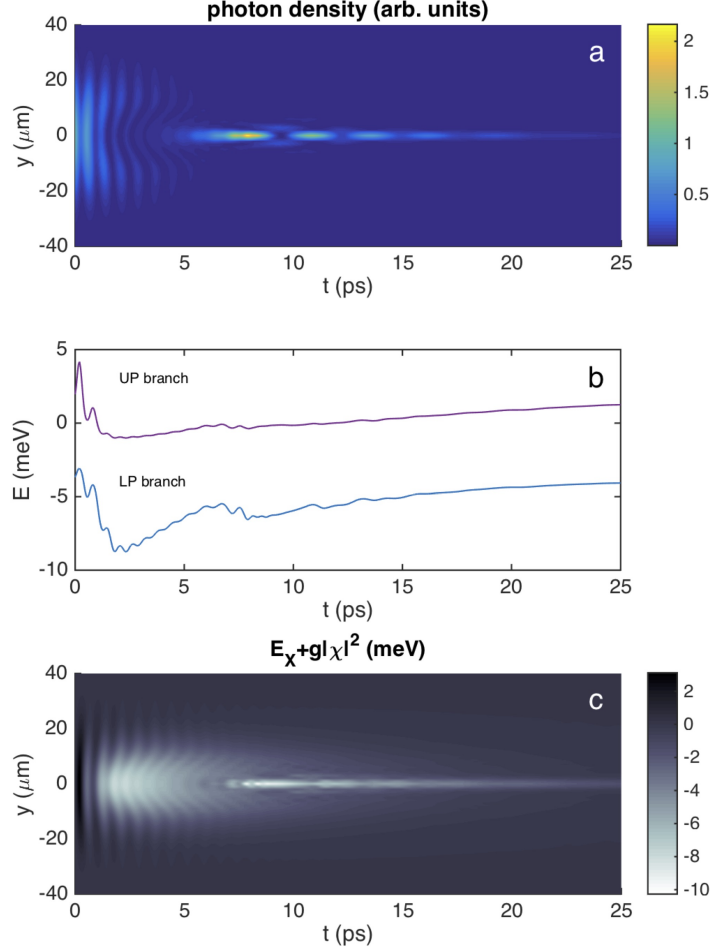 photon density (arb. units)
a
40
20
0
-20
-40
y (μm)
0 5 10 15 20 25
t (ps)
2
1.5
1
0.5
b
5
0
-5
-10
E (meV)
UP branch
LP branch
0 5 10 15 20 25
t (ps)
E_X+g|χ|² (meV)
c
40
20
0
-20
-40
y (μm)
0 5 10 15 20 25
t (ps)
2
0
-2
-4
-6
-8
-10